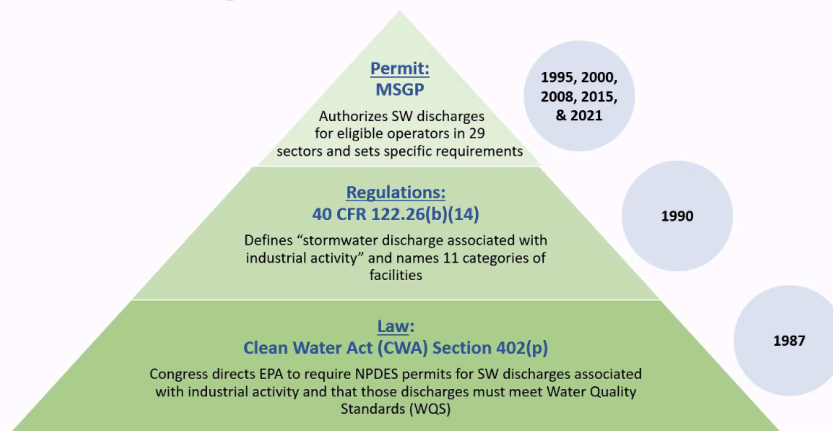 Permit:
MSGP
Authorizes SW discharges
for eligible operators in 29
sectors and sets specific requirements
1995, 2000,
2008, 2015,
& 2021
Regulations:
40 CFR 122.26(b)(14)
Defines “stormwater discharge associated with
industrial activity” and names 11 categories of
facilities
1990
Law:
Clean Water Act (CWA) Section 402(p)
Congress directs EPA to require NPDES permits for SW discharges associated
with industrial activity and that those discharges must meet Water Quality
Standards (WQS)
1987